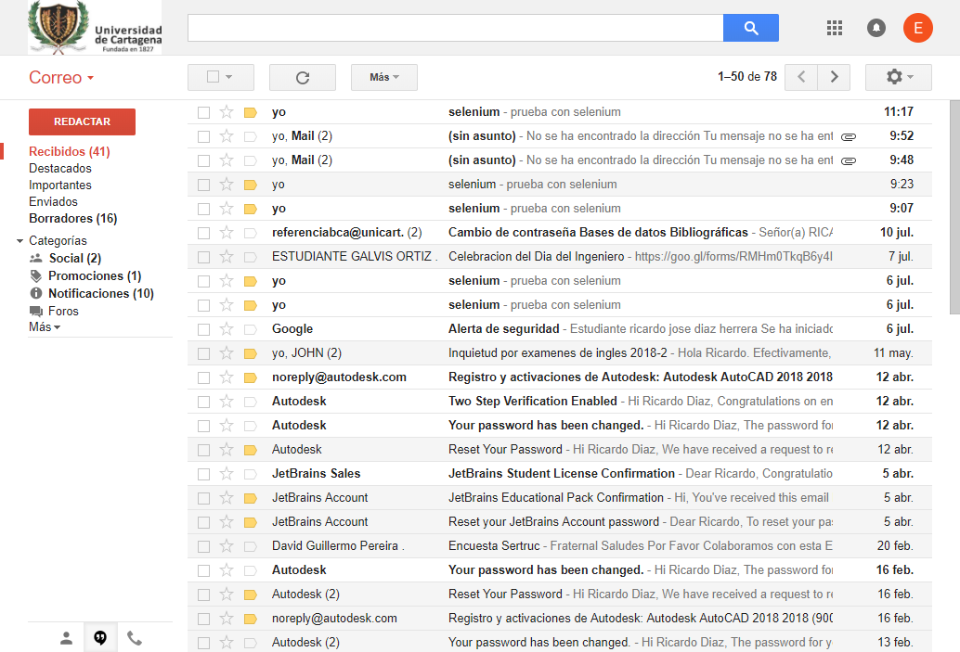 Universidad
de Cartagena
Fundada en 1827
E
Correo
Más
1–50 de 78
REDACTAR
Recibidos (41)
Destacados
Importantes
Enviados
Borradores (16)
Categorías
Social (2)
Promociones (1)
Notificaciones (10)
Foros
Más
yo selenium - prueba con selenium 11:17
yo, Mail (2) (sin asunto) - No se ha encontrado la dirección Tu mensaje no se ha ent 9:52
yo, Mail (2) (sin asunto) - No se ha encontrado la dirección Tu mensaje no se ha ent 9:48
yo selenium - prueba con selenium 9:23
yo selenium - prueba con selenium 9:07
referenciabca@unicart. (2) Cambio de contraseña Bases de datos Bibliográficas - Señor(a) RICA 10 jul.
ESTUDIANTE GALVIS ORTIZ . Celebracion del Dia del Ingeniero - https://goo.gl/forms/RMHm0TkqB6y4I 7 jul.
yo selenium - prueba con selenium 6 jul.
yo selenium - prueba con selenium 6 jul.
Google Alerta de seguridad - Estudiante ricardo jose diaz herrera Se ha iniciado 6 jul.
yo, JOHN (2) Inquietud por examenes de ingles 2018-2 - Hola Ricardo. Efectivamente, 11 may.
noreply@autodesk.com Registro y activaciones de Autodesk: Autodesk AutoCAD 2018 2018 12 abr.
Autodesk Two Step Verification Enabled - Hi Ricardo Diaz, Congratulations on en 12 abr.
Autodesk Your password has been changed. - Hi Ricardo Diaz, The password for 12 abr.
Autodesk Reset Your Password - Hi Ricardo Diaz, We have received a request to re 12 abr.
JetBrains Sales JetBrains Student License Confirmation - Dear Ricardo, Congratulatio 5 abr.
JetBrains Account JetBrains Educational Pack Confirmation - Hi, You've received this email 5 abr.
JetBrains Account Reset your JetBrains Account password - Dear Ricardo, To reset your pa 5 abr.
David Guillermo Pereira . Encuesta Sertruc - Fraternal Saludes Por Favor Colaboramos con esta E 20 feb.
Autodesk Your password has been changed. - Hi Ricardo Diaz, The password for 16 feb.
Autodesk (2) Reset Your Password - Hi Ricardo Diaz, We have received a request to re 16 feb.
noreply@autodesk.com Registro y activaciones de Autodesk: Autodesk AutoCAD 2018 2018 (900 16 feb.
Autodesk (2) Your password has been changed. - Hi Ricardo Diaz, The password for y 13 feb.